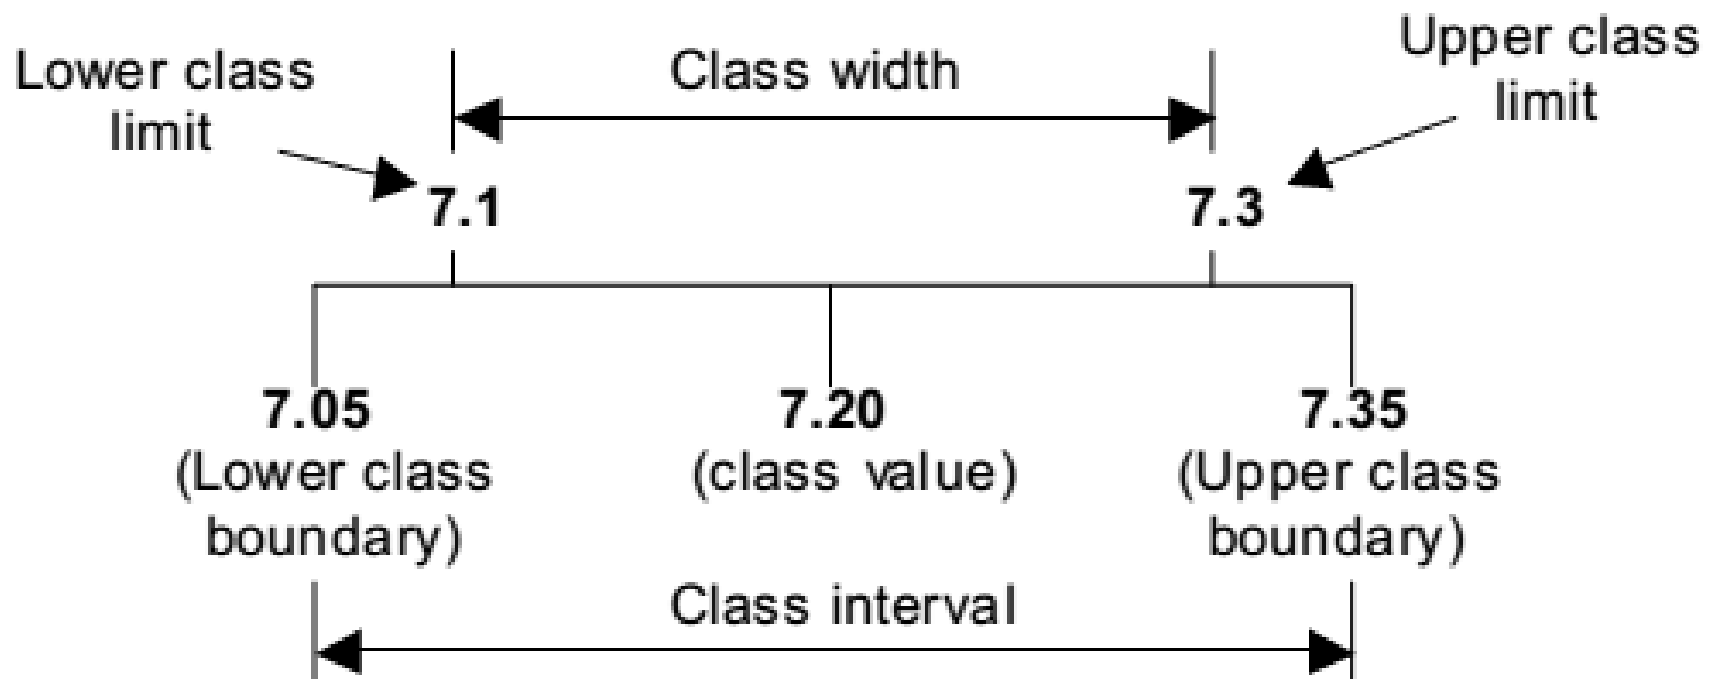 Lower class
limit
Class width
Upper class
limit
7.1
7.3
7.05
(Lower class
boundary)
7.20
(class value)
7.35
(Upper class
boundary)
Class interval